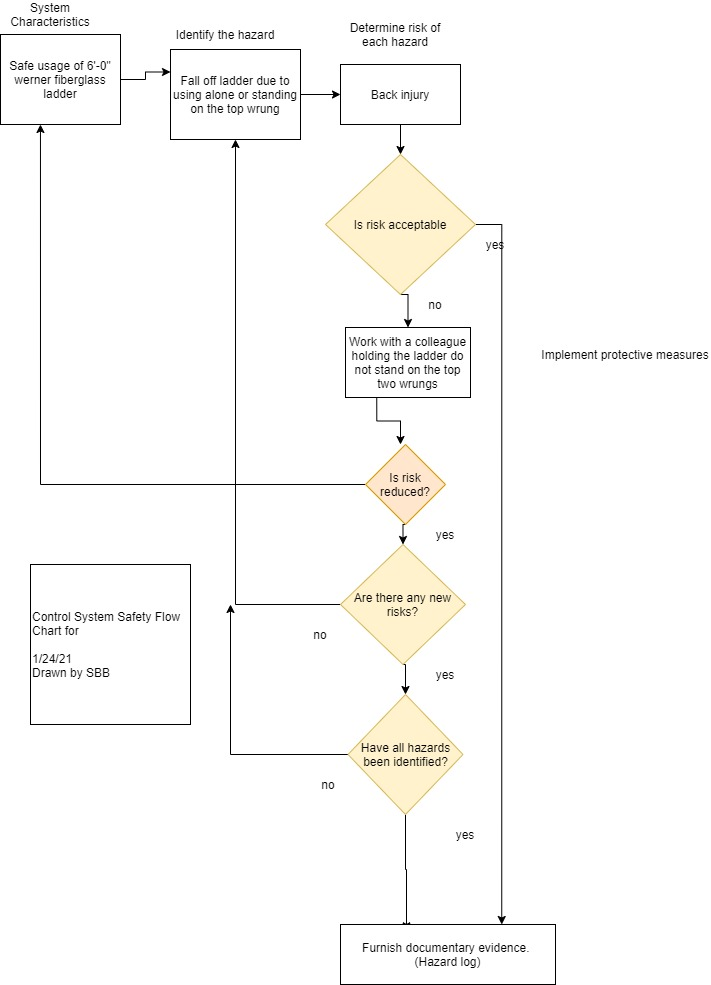 System
Characteristics
Identify the hazard
Determine risk of
each hazard
Safe usage of 6'-0"
werner fiberglass
ladder
Fall off ladder due to
using alone or standing
on the top wrung
Back injury
Is risk acceptable
yes
no
Work with a colleague
holding the ladder do
not stand on the top
two wrungs
Implement protective measures
Is risk
reduced?
yes
Are there any new
risks?
no
yes
Control System Safety Flow
Chart for
1/24/21
Drawn by SBB
Have all hazards
been identified?
no
yes
Furnish documentary evidence.
(Hazard log)